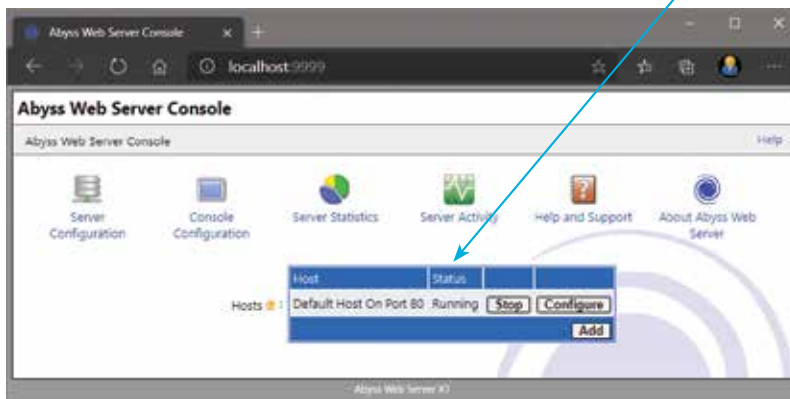 Abyss Web Server Console
localhost:9999
Abyss Web Server Console
Abyss Web Server Console
Help
Server Configuration
Console Configuration
Server Statistics
Server Activity
Help and Support
About Abyss Web Server
Host Status
Hosts : Default Host On Port 80 Running Stop Configure
Add
Abyss Web Server X1